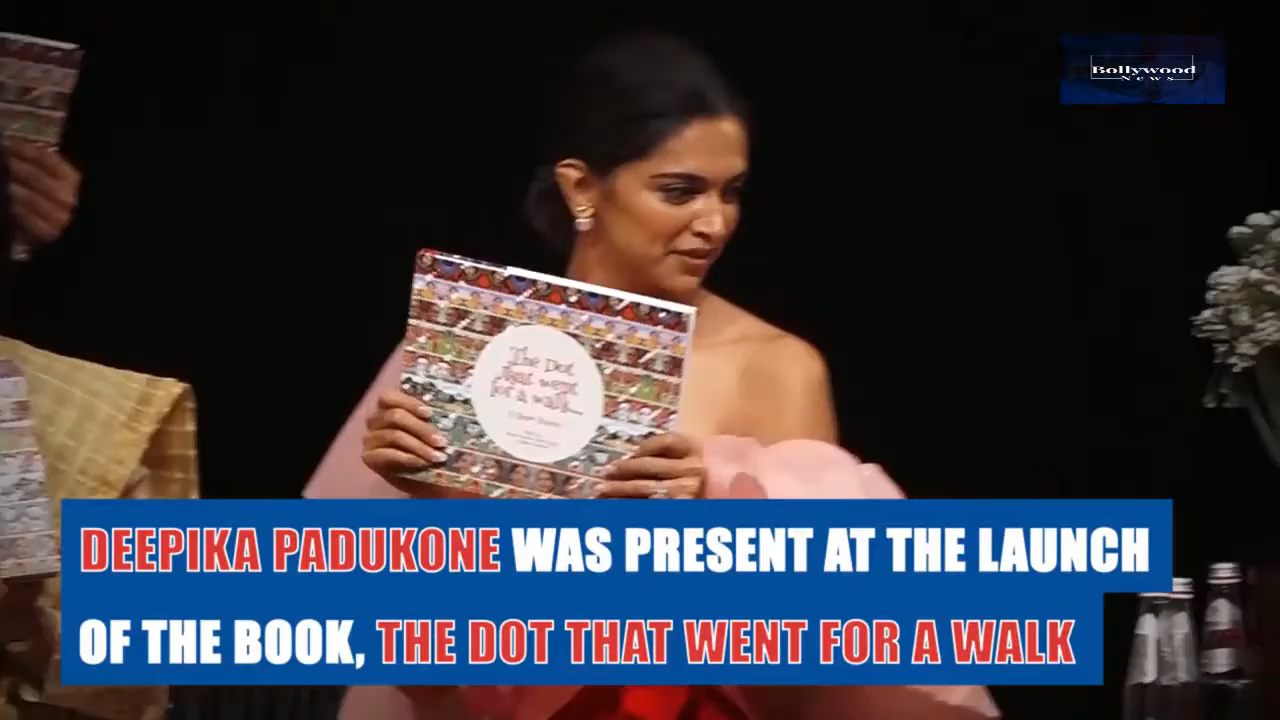 Bollywood
News
The Dot
that went
for a walk...
DEEPIKA PADUKONE WAS PRESENT AT THE LAUNCH
OF THE BOOK, THE DOT THAT WENT FOR A WALK